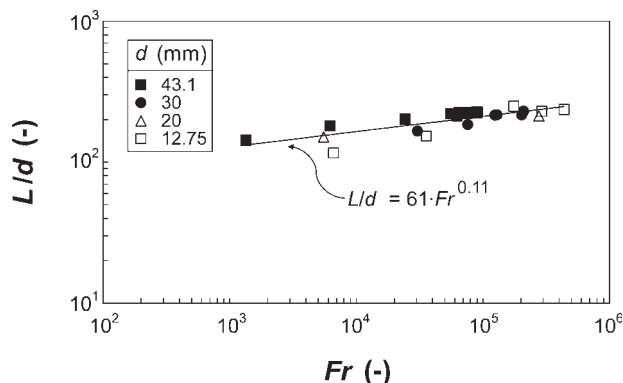 10³
10²
10¹
L/d (-)
d (mm)
43.1
30
20
12.75
L/d = 61·Fr^0.11
10² 10³ 10⁴ 10⁵ 10⁶
Fr (-)